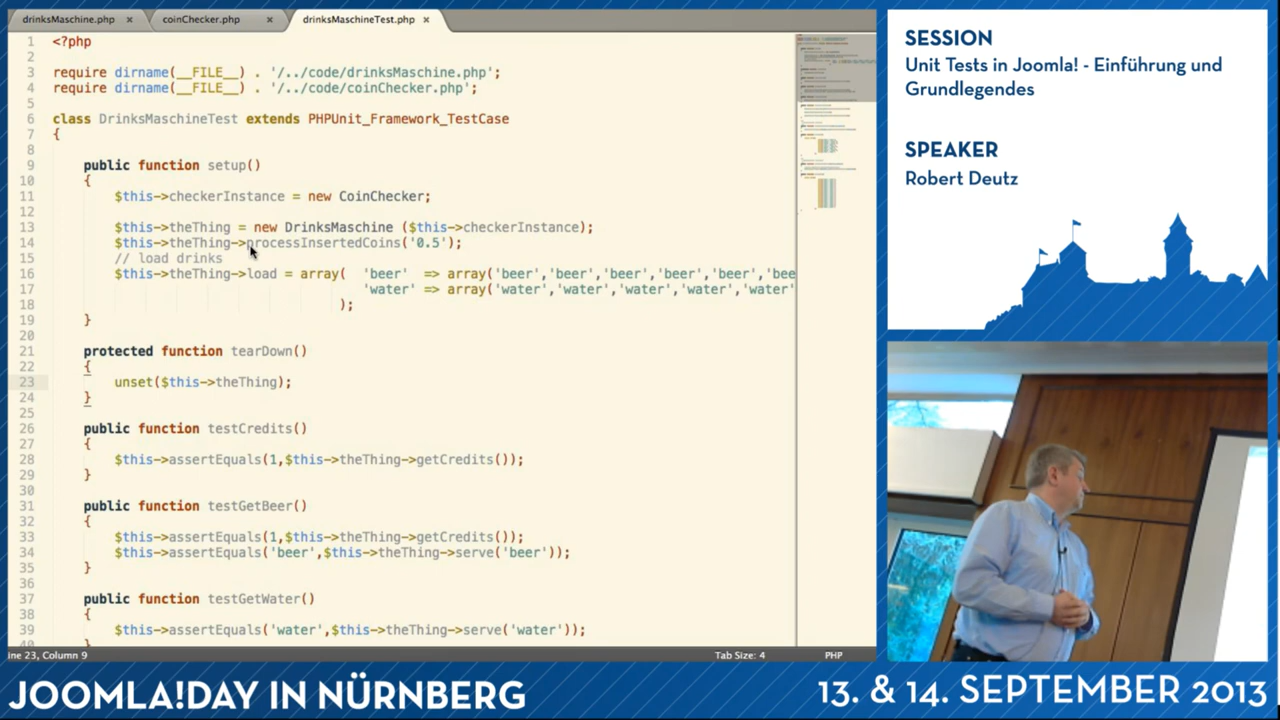 drinksMaschine.php
coinChecker.php
drinksMaschineTest.php
1 <?php
2
3 require dirname(__FILE__) . '/../code/drinksMaschine.php';
4 require dirname(__FILE__) . '/../code/coinChecker.php';
5
6 class DrinksMaschineTest extends PHPUnit_Framework_TestCase
7 {
8
9 public function setup()
10 {
11 $this->checkerInstance = new CoinChecker;
12
13 $this->theThing = new DrinksMaschine ($this->checkerInstance);
14 $this->theThing->processInsertedCoins('0.5');
15 // load drinks
16 $this->theThing->load = array( 'beer' => array('beer','beer','beer','beer','beer','bee
17 'water' => array('water','water','water','water','water'
18 );
19 }
20
21 protected function tearDown()
22 {
23 unset($this->theThing);
24 }
25
26 public function testCredits()
27 {
28 $this->assertEquals(1,$this->theThing->getCredits());
29 }
30
31 public function testGetBeer()
32 {
33 $this->assertEquals(1,$this->theThing->getCredits());
34 $this->assertEquals('beer',$this->theThing->serve('beer'));
35 }
36
37 public function testGetWater()
38 {
39 $this->assertEquals('water',$this->theThing->serve('water'));
40 }
ine 23, Column 9
Tab Size: 4
PHP
SESSION
Unit Tests in Joomla! - Einführung und
Grundlegendes
SPEAKER
Robert Deutz
JOOMLA!DAY IN NÜRNBERG
13. & 14. SEPTEMBER 2013